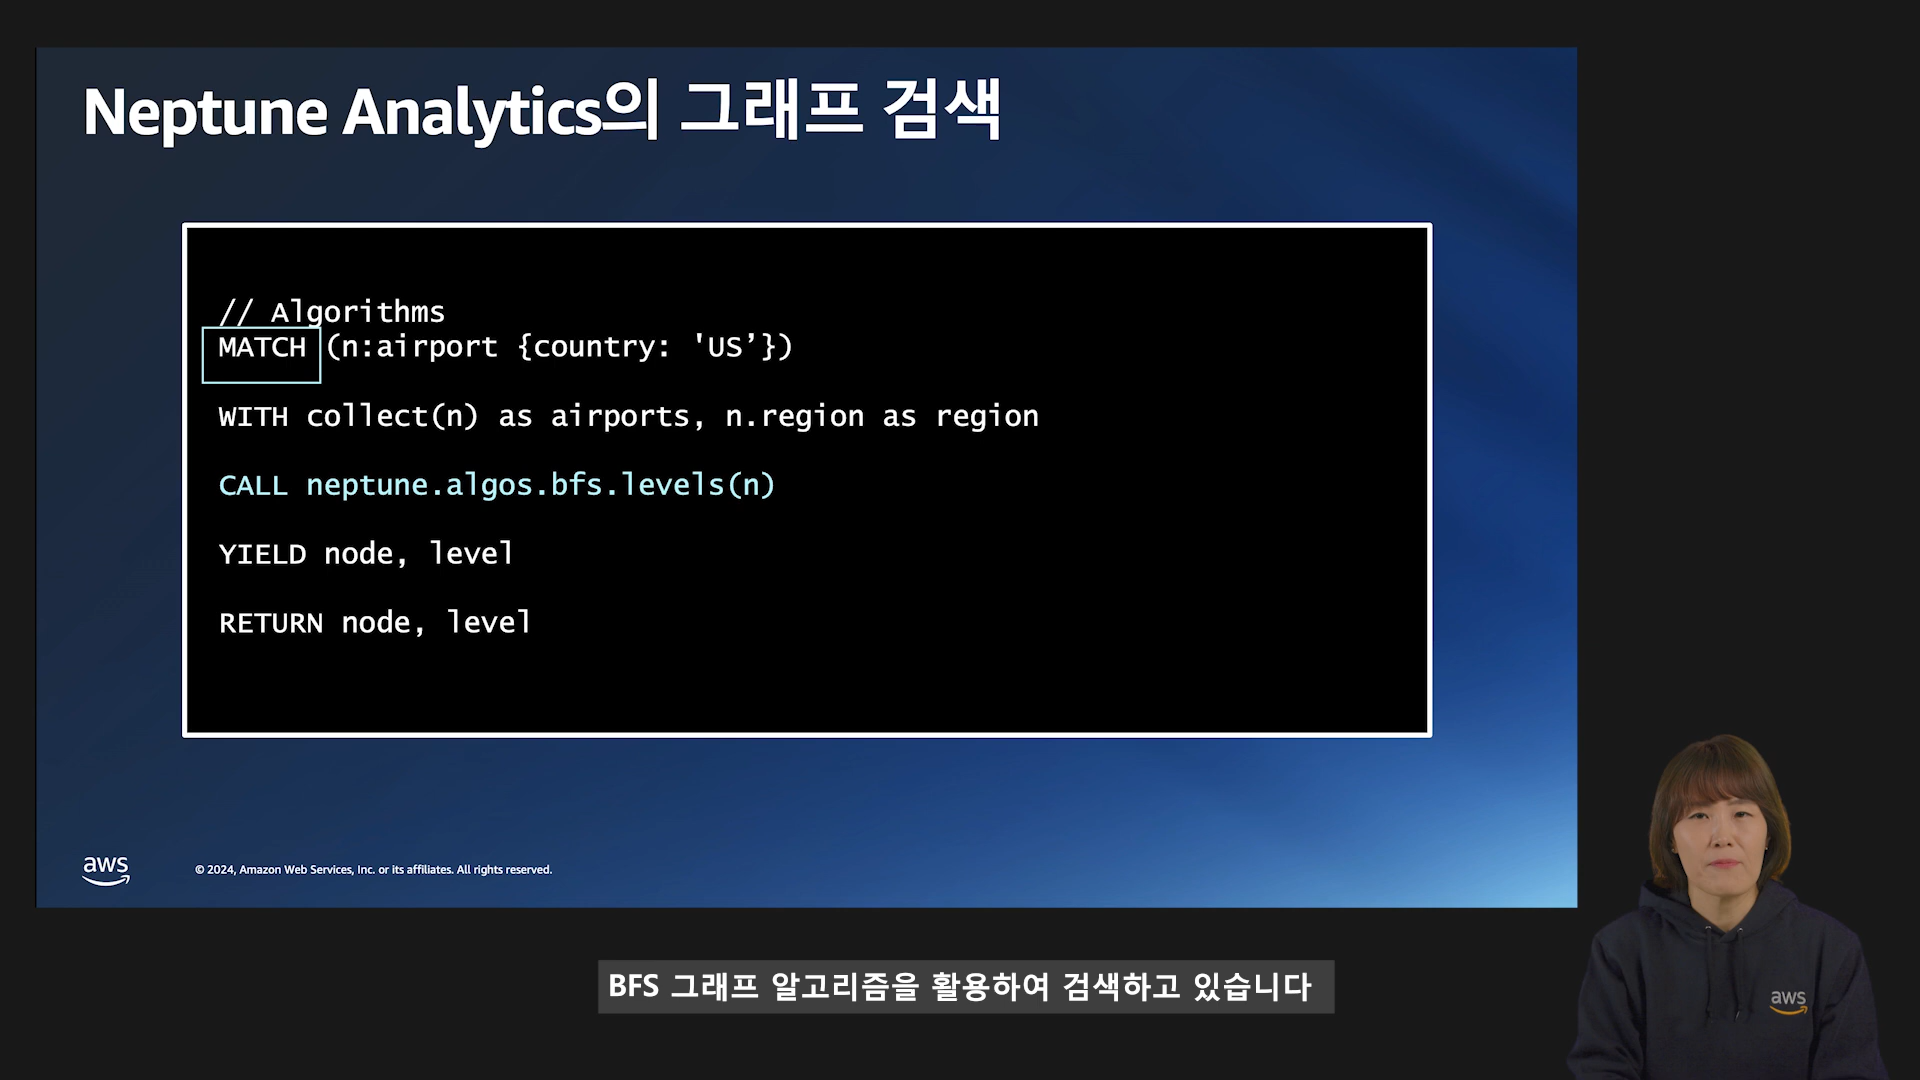 Neptune Analytics의 그래프 검색
// Algorithms
MATCH (n:airport {country: 'US’})
WITH collect(n) as airports, n.region as region
CALL neptune.algos.bfs.levels(n)
YIELD node, level
RETURN node, level
aws
© 2024, Amazon Web Services, Inc. or its affiliates. All rights reserved.
aws
BFS 그래프 알고리즘을 활용하여 검색하고 있습니다